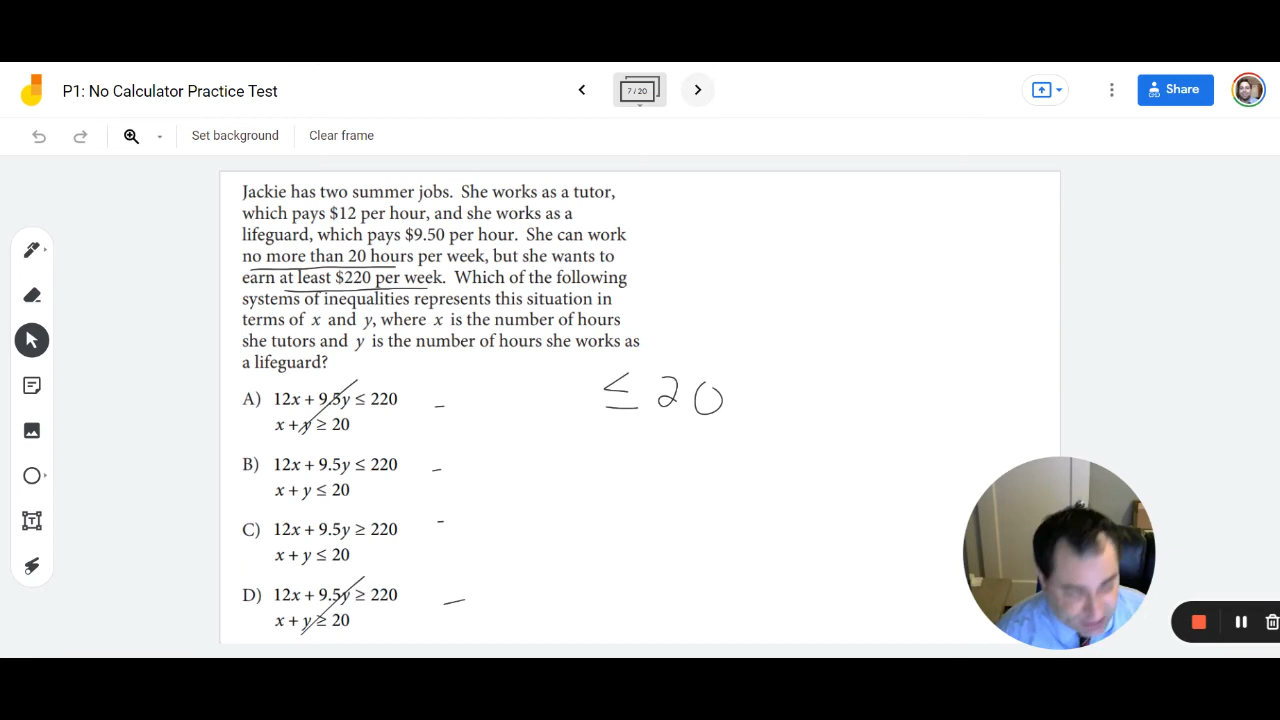 P1: No Calculator Practice Test
7 / 20
Share
Set background
Clear frame
Jackie has two summer jobs. She works as a tutor,
which pays $12 per hour, and she works as a
lifeguard, which pays $9.50 per hour. She can work
no more than 20 hours per week, but she wants to
earn at least $220 per week. Which of the following
systems of inequalities represents this situation in
terms of x and y, where x is the number of hours
she tutors and y is the number of hours she works as
a lifeguard?
A) 12x + 9.5y ≤ 220
x + y ≥ 20
≤ 20
B) 12x + 9.5y ≤ 220
x + y ≤ 20
C) 12x + 9.5y ≥ 220
x + y ≤ 20
D) 12x + 9.5y ≥ 220
x + y ≥ 20